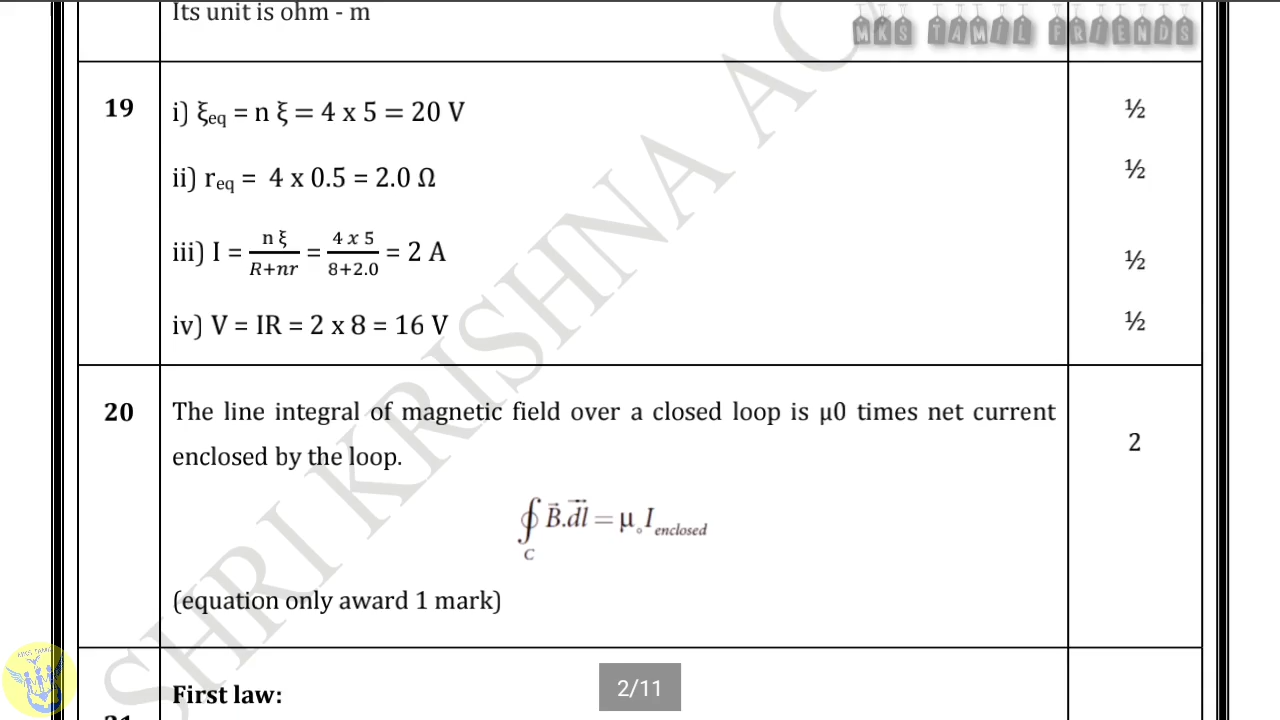 Its unit is ohm - m
MKS TAMIL FRIENDS
19
i) ξeq = n ξ = 4 x 5 = 20 V
½
ii) req = 4 x 0.5 = 2.0 Ω
½
iii) I = n ξ / R+nr = 4 x 5 / 8+2.0 = 2 A
½
iv) V = IR = 2 x 8 = 16 V
½
20
The line integral of magnetic field over a closed loop is µ0 times net current
enclosed by the loop.
2
∮C B⃗.dl⃗ = µ∘ I enclosed
(equation only award 1 mark)
SHRI KRISHNA AC
First law:
2/11